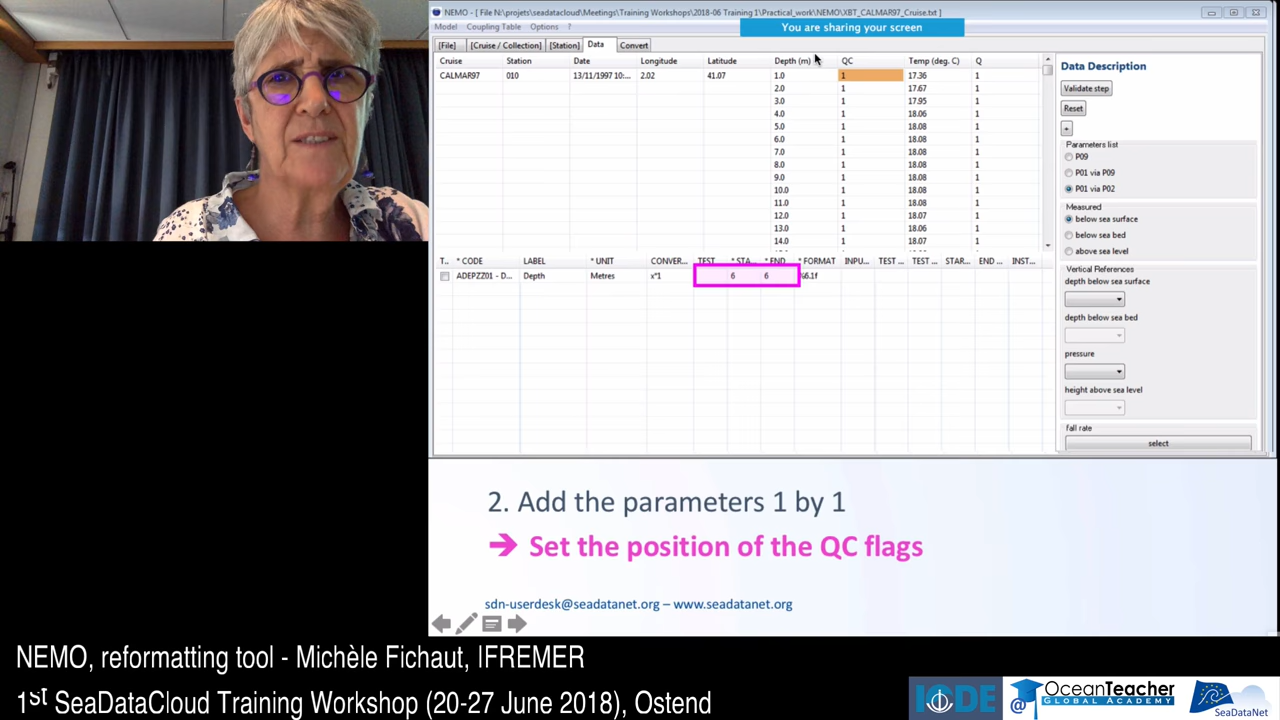 NEMO - [ File N:\projets\seadatacloud\Meetings\Training Workshops\2018-06 Training 1\Practical_work\NEMO\XBT_CALMAR97_Cruise.txt ]
You are sharing your screen
Model Coupling Table Options ?
[File] [Cruise / Collection] [Station] Data Convert
Cruise Station Date Longitude Latitude Depth (m) QC Temp (deg. C) Q
CALMAR97 010 13/11/1997 10:... 2.02 41.07 1.0 1 17.36 1
2.0 1 17.67 1
3.0 1 17.95 1
4.0 1 18.06 1
5.0 1 18.08 1
6.0 1 18.08 1
7.0 1 18.08 1
8.0 1 18.08 1
9.0 1 18.08 1
10.0 1 18.08 1
11.0 1 18.08 1
12.0 1 18.07 1
13.0 1 18.06 1
14.0 1 18.07 1
T... * CODE LABEL * UNIT CONVER... TEST * STA... * END * FORMAT INPU... TEST ... TEST ... STAR... END ... INST...
ADEPZZ01 - D... Depth Metres x*1 6 6 %6.1f
Data Description
Validate step
Reset
+
Parameters list
P09
P01 via P09
P01 via P02
Measured
below sea surface
below sea bed
above sea level
Vertical References
depth below sea surface
depth below sea bed
pressure
height above sea level
fall rate
select
2. Add the parameters 1 by 1
➔ Set the position of the QC flags
sdn-userdesk@seadatanet.org – www.seadatanet.org
NEMO, reformatting tool - Michèle Fichaut, IFREMER
1st SeaDataCloud Training Workshop (20-27 June 2018), Ostend
IODE
@ OceanTeacher
GLOBAL ACADEMY
SeaDataNet